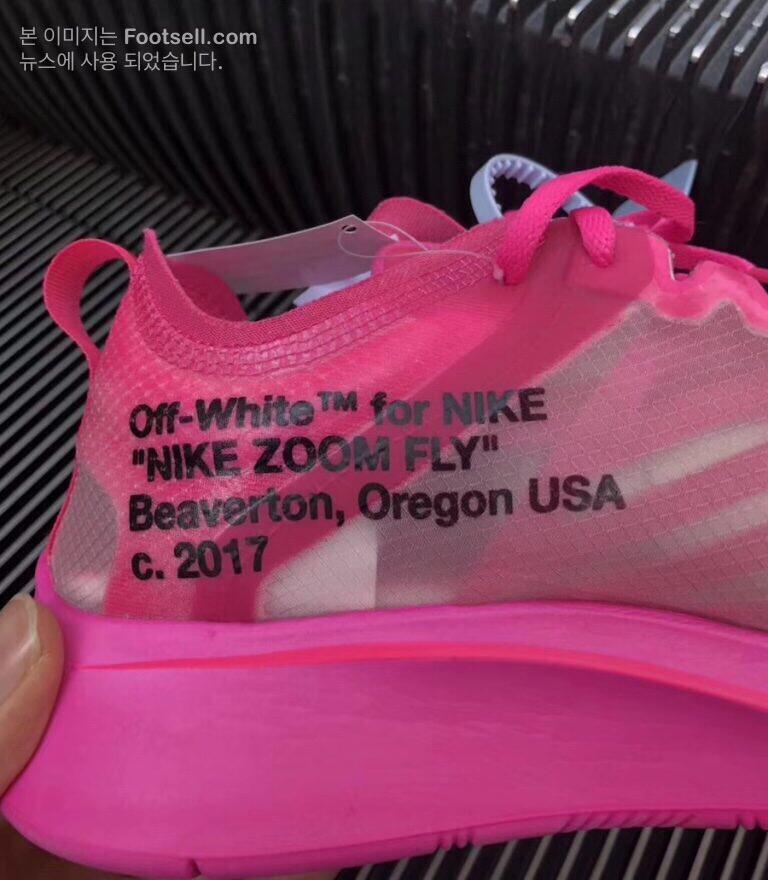 본 이미지는 Footsell.com
뉴스에 사용 되었습니다.
Off-White™ for NIKE
"NIKE ZOOM FLY"
Beaverton, Oregon USA
c. 2017